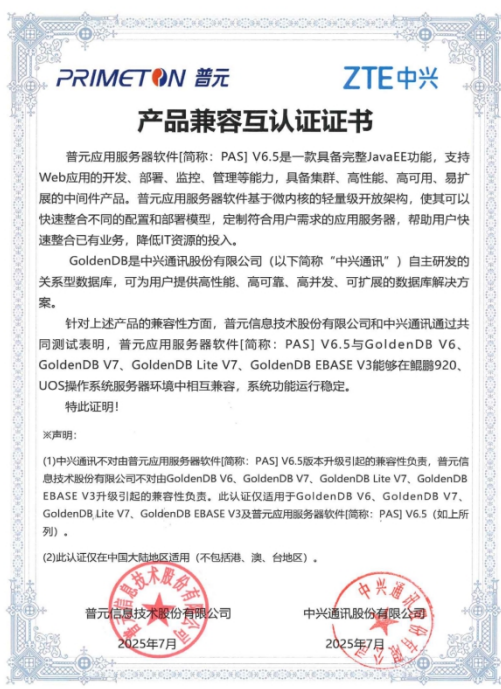 PRIMETON 普元
ZTE中兴
产品兼容互认证证书
普元应用服务器软件[简称：PAS] V6.5是一款具备完整JavaEE功能，支持
Web应用的开发、部署、监控、管理等能力，具备集群、高性能、高可用、易扩
展的中间件产品。普元应用服务器软件基于微内核的轻量级开放架构，使其可以
快速整合不同的配置和部署模型，定制符合用户需求的应用服务器，帮助用户快
速整合已有业务，降低IT资源的投入。
GoldenDB是中兴通讯股份有限公司（以下简称“中兴通讯”）自主研发的
关系型数据库，可为用户提供高性能、高可靠、高并发、可扩展的数据库解决方
案。
针对上述产品的兼容性方面，普元信息技术股份有限公司和中兴通讯通过共
同测试表明，普元应用服务器软件[简称：PAS] V6.5与GoldenDB V6、
GoldenDB V7、GoldenDB Lite V7、GoldenDB EBASE V3能够在鲲鹏920、
UOS操作系统服务器环境中相互兼容，系统功能运行稳定。
特此证明！
※声明：
(1)中兴通讯不对由普元应用服务器软件[简称：PAS] V6.5版本升级引起的兼容性负责，普元信
息技术股份有限公司不对由GoldenDB V6、GoldenDB V7、GoldenDB Lite V7、GoldenDB
EBASE V3升级引起的兼容性负责。此认证仅适用于GoldenDB V6、GoldenDB V7、
GoldenDB Lite V7、GoldenDB EBASE V3及普元应用服务器软件[简称：PAS] V6.5（如上所
列）。
(2)此认证仅在中国大陆地区适用（不包括港、澳、台地区）。
普元信息技术股份有限公司
中兴通讯股份有限公司
2025年7月
2025年7月
普元信息技术股份有限公司
中兴通讯股份有限公司